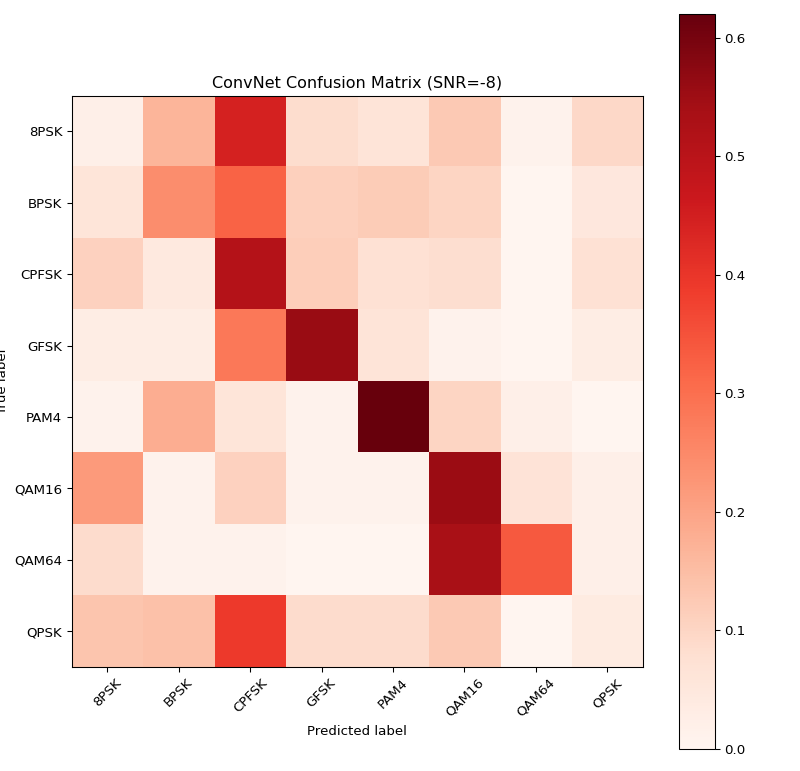 ConvNet Confusion Matrix (SNR=-8)
8PSK
BPSK
CPFSK
GFSK
PAM4
QAM16
QAM64
QPSK
8PSK
BPSK
CPFSK
GFSK
PAM4
QAM16
QAM64
QPSK
Predicted label
True label
0.6
0.5
0.4
0.3
0.2
0.1
0.0